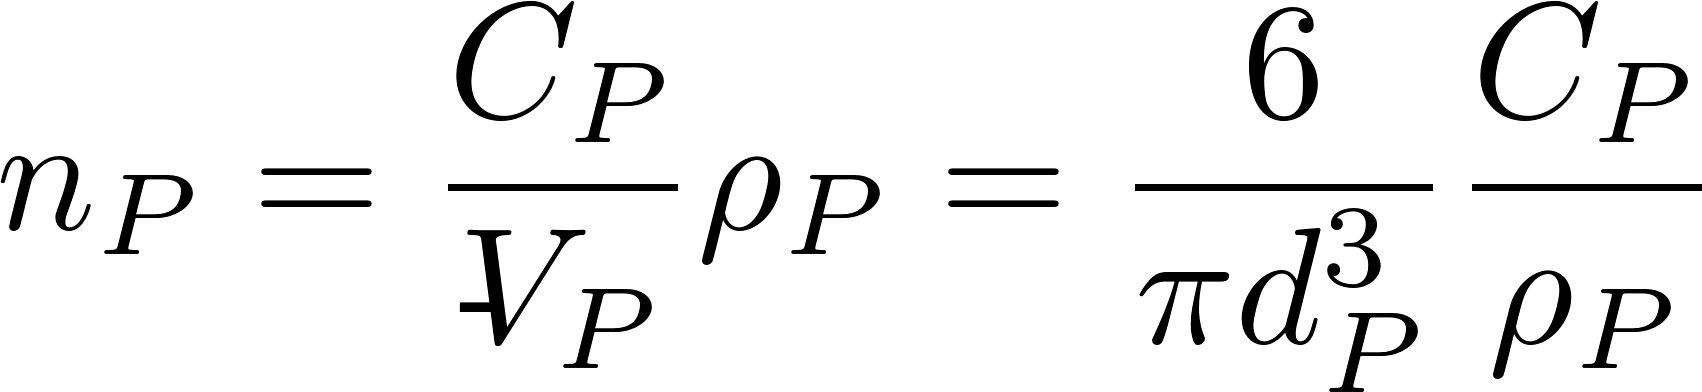 n_P = \frac{C_P}{V_P} \rho_P = \frac{6}{\pi d_P^3} \frac{C_P}{\rho_P}